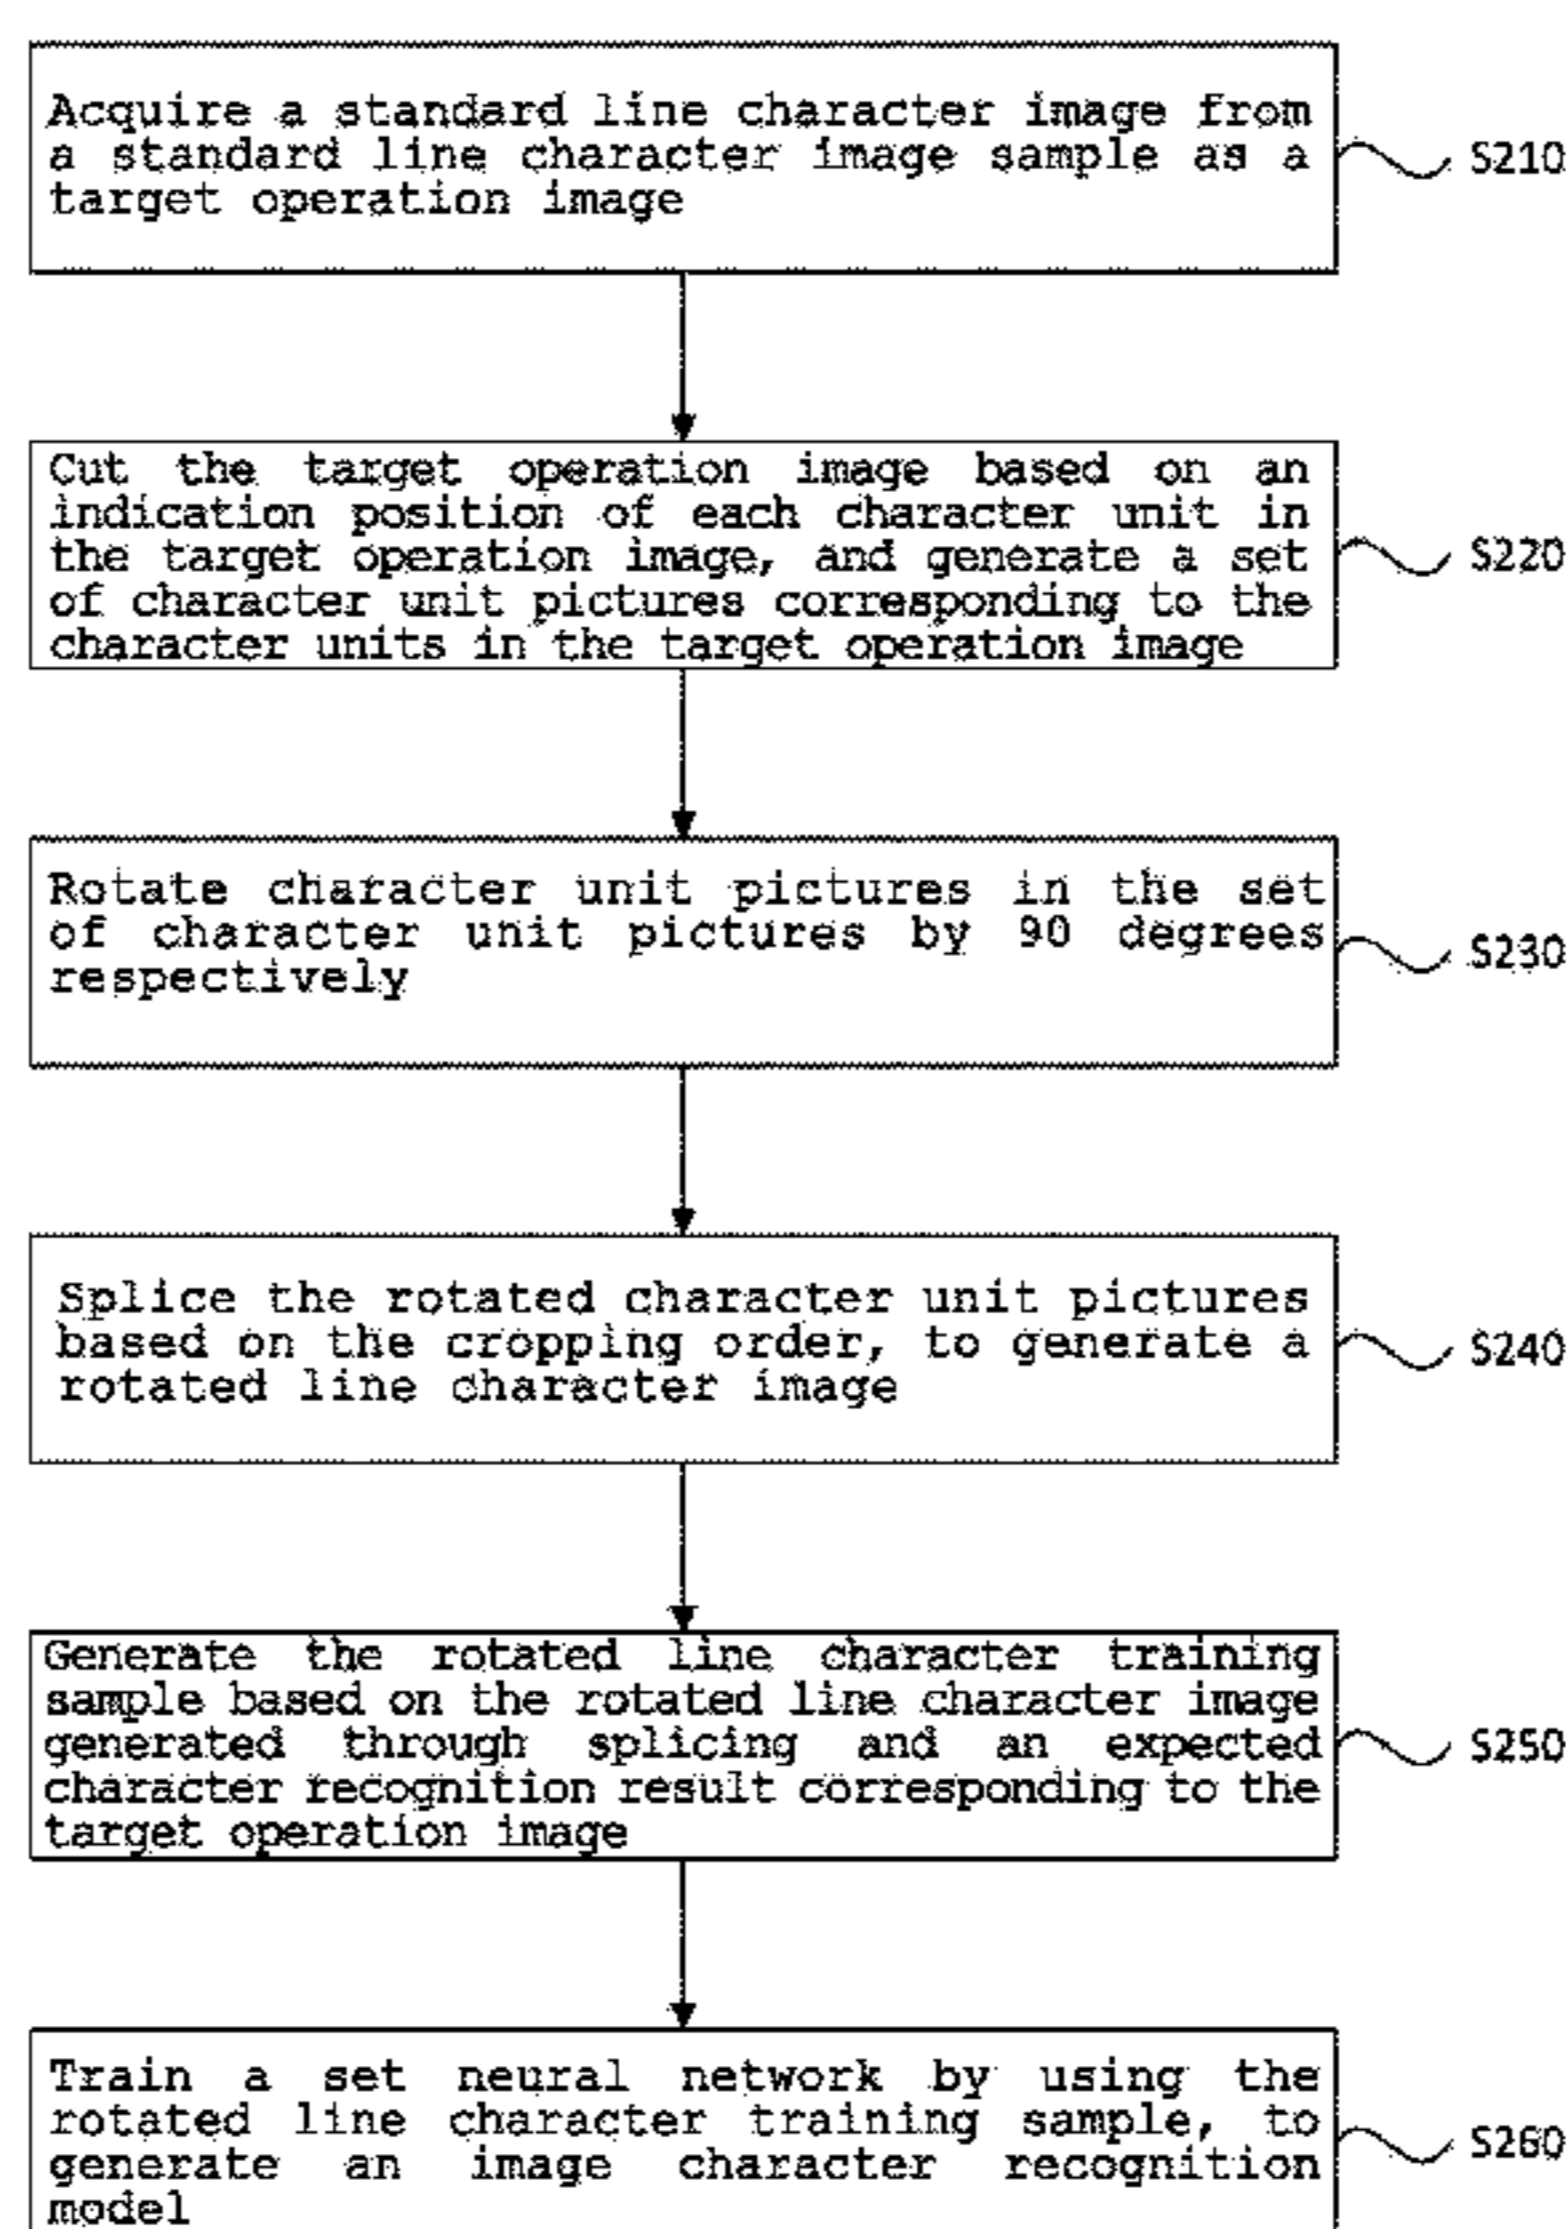 Acquire a standard line character image from
a standard line character image sample as a
target operation image
S210
Cut the target operation image based on an
indication position of each character unit in
the target operation image, and generate a set
of character unit pictures corresponding to the
character units in the target operation image
S220
Rotate character unit pictures in the set
of character unit pictures by 90 degrees
respectively
S230
Splice the rotated character unit pictures
based on the cropping order, to generate a
rotated line character image
S240
Generate the rotated line character training
sample based on the rotated line character image
generated through splicing and an expected
character recognition result corresponding to the
target operation image
S250
Train a set neural network by using the
rotated line character training sample, to
generate an image character recognition
model
S260